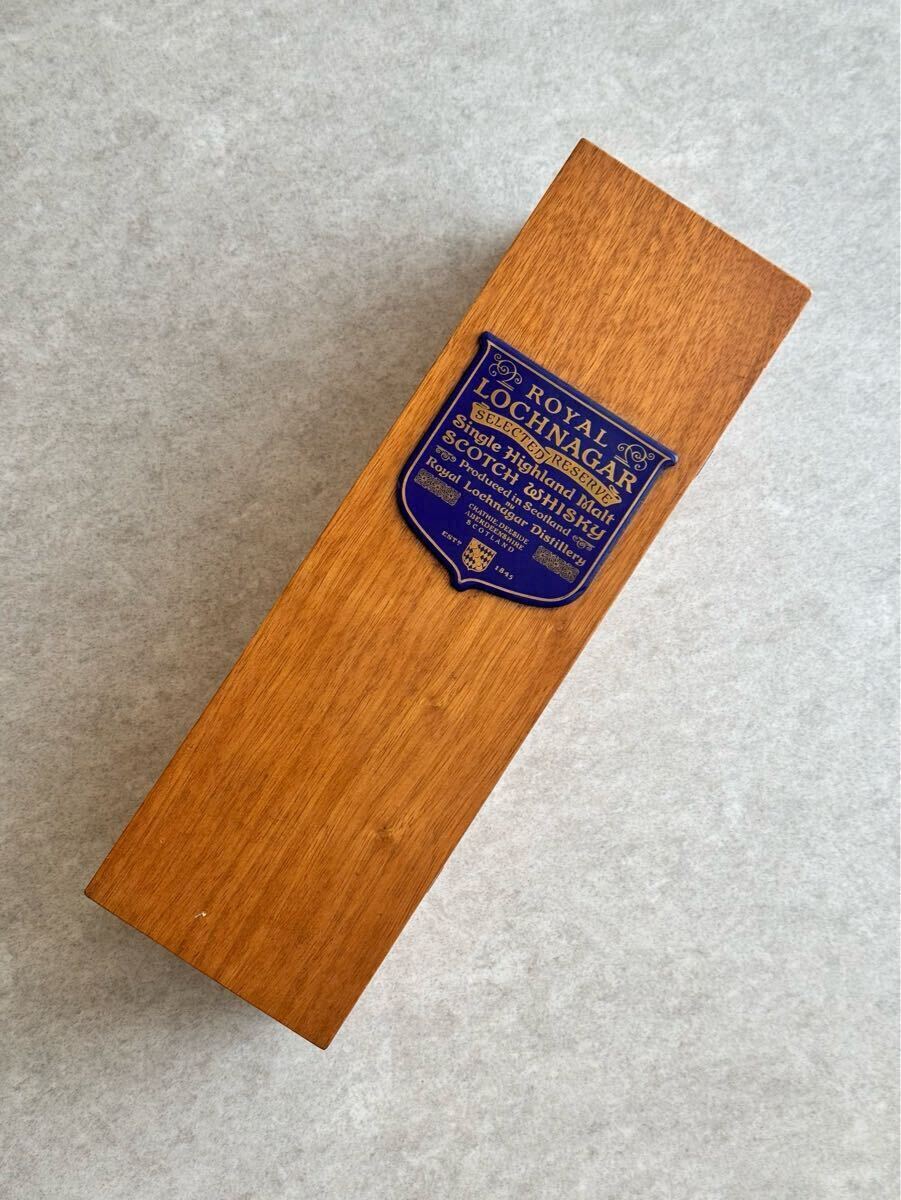 ROYAL
LOCHNAGAR
SELECTED RESERVE
Single Highland Malt
SCOTCH WHISKY
Produced in Scotland
BY
Royal Lochnagar Distillery
CRATHIE, DEESIDE
ABERDEENSHIRE
SCOTLAND
ESTD 1845